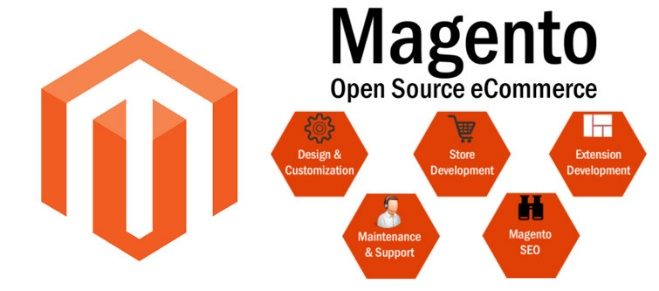 Magento
Open Source eCommerce
Design &
Customization
Store
Development
Extension
Development
Maintenance
& Support
Magento
SEO